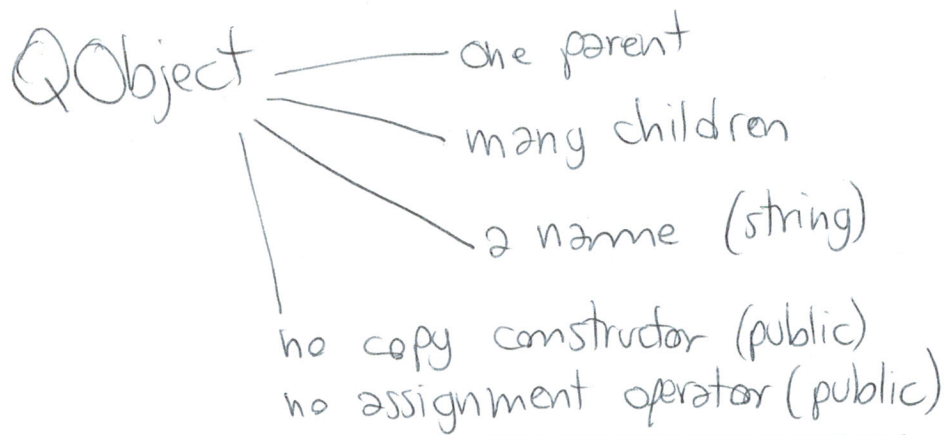 QObject
one parent
many children
a name (string)
no copy constructor (public)
no assignment operator (public)